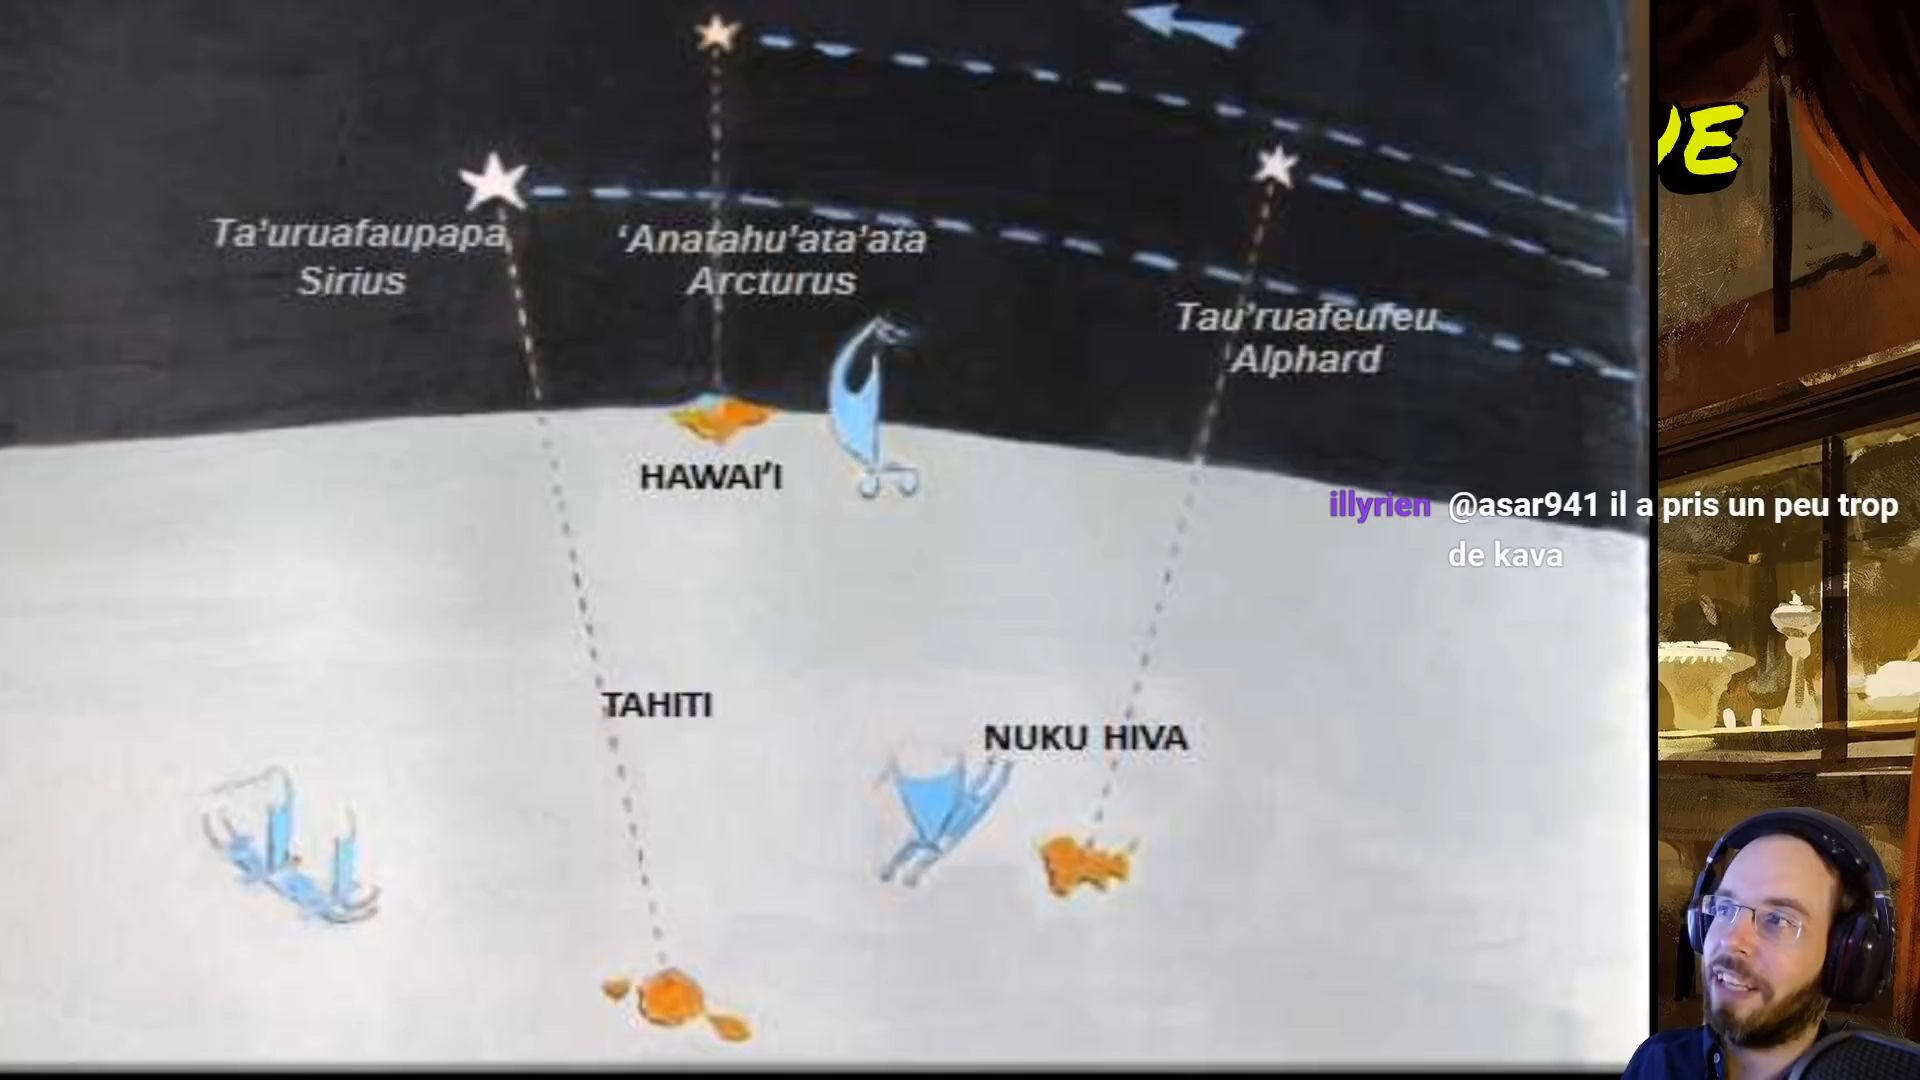 UE
Ta'uruafaupapa
Sirius
'Anatahu'ata'ata
Arcturus
Tau'ruafeufeu
Alphard
HAWAI'I
illyrien @asar941 il a pris un peu trop
de kava
TAHITI
NUKU HIVA